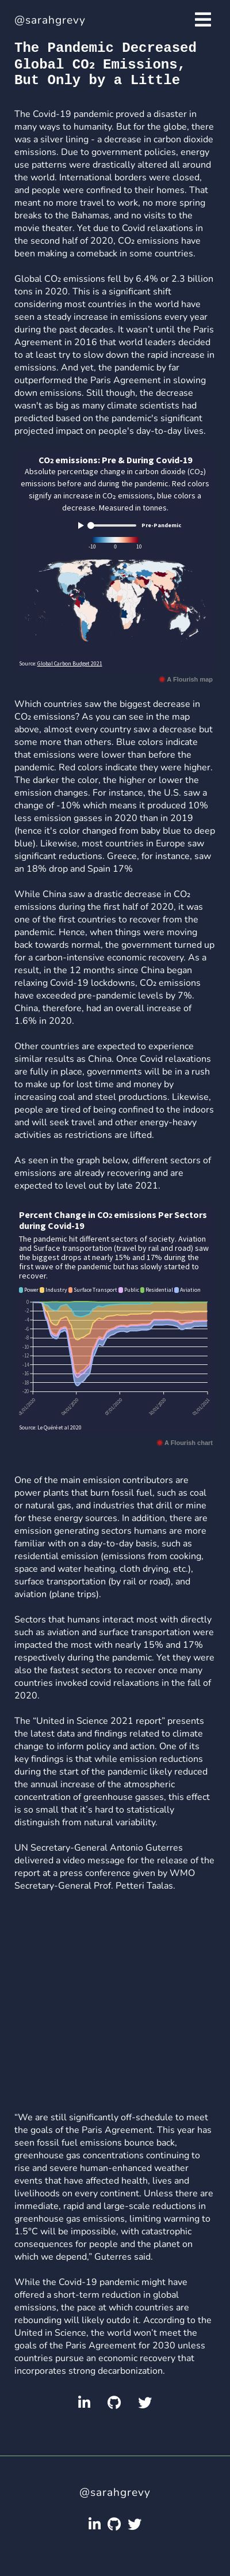 @sarahgrevy
The Pandemic Decreased
Global CO₂ Emissions,
But Only by a Little
The Covid-19 pandemic proved a disaster in
many ways to humanity. But for the globe, there
was a silver lining - a decrease in carbon dioxide
emissions. Due to government policies, energy
use patterns were drastically altered all around
the world. International borders were closed,
and people were confined to their homes. That
meant no more travel to work, no more spring
breaks to the Bahamas, and no visits to the
movie theater. Yet due to Covid relaxations in
the second half of 2020, CO₂ emissions have
been making a comeback in some countries.
Global CO₂ emissions fell by 6.4% or 2.3 billion
tons in 2020. This is a significant shift
considering most countries in the world have
seen a steady increase in emissions every year
during the past decades. It wasn't until the Paris
Agreement in 2016 that world leaders decided
to at least try to slow down the rapid increase in
emissions. And yet, the pandemic by far
outperformed the Paris Agreement in slowing
down emissions. Still though, the decrease
wasn't as big as many climate scientists had
predicted based on the pandemic's significant
projected impact on people's day-to-day lives.
CO₂ emissions: Pre & During Covid-19
Absolute percentage change in carbon dioxide (CO₂)
emissions before and during the pandemic. Red colors
signify an increase in CO₂ emissions, blue colors a
decrease. Measured in tonnes.
Pre-Pandemic
-10 0 10
Source: Global Carbon Budget 2021
A Flourish map
Which countries saw the biggest decrease in
CO₂ emissions? As you can see in the map
above, almost every country saw a decrease but
some more than others. Blue colors indicate
that emissions were lower than before the
pandemic. Red colors indicate they were higher.
The darker the color, the higher or lower the
emission changes. For instance, the U.S. saw a
change of -10% which means it produced 10%
less emission gasses in 2020 than in 2019
(hence it's color changed from baby blue to deep
blue). Likewise, most countries in Europe saw
significant reductions. Greece, for instance, saw
an 18% drop and Spain 17%
While China saw a drastic decrease in CO₂
emissions during the first half of 2020, it was
one of the first countries to recover from the
pandemic. Hence, when things were moving
back towards normal, the government turned up
for a carbon-intensive economic recovery. As a
result, in the 12 months since China began
relaxing Covid-19 lockdowns, CO₂ emissions
have exceeded pre-pandemic levels by 7%.
China, therefore, had an overall increase of
1.6% in 2020.
Other countries are expected to experience
similar results as China. Once Covid relaxations
are fully in place, governments will be in a rush
to make up for lost time and money by
increasing coal and steel productions. Likewise,
people are tired of being confined to the indoors
and will seek travel and other energy-heavy
activities as restrictions are lifted.
As seen in the graph below, different sectors of
emissions are already recovering and are
expected to level out by late 2021.
Percent Change in CO₂ emissions Per Sectors
during Covid-19
The pandemic hit different sectors of society. Aviation
and Surface transportation (travel by rail and road) saw
the biggest drops at nearly 15% and 17% during the
first wave of the pandemic but has slowly started to
recover.
Power Industry Surface Transport Public Residential Aviation
0
-2
-4
-6
-8
-10
-12
-14
-16
-18
-20
Source: Le Quéré et al 2020
A Flourish chart
One of the main emission contributors are
power plants that burn fossil fuel, such as coal
or natural gas, and industries that drill or mine
for these energy sources. In addition, there are
emission generating sectors humans are more
familiar with on a day-to-day basis, such as
residential emission (emissions from cooking,
space and water heating, cloth drying, etc.),
surface transportation (by rail or road), and
aviation (plane trips).
Sectors that humans interact most with directly
such as aviation and surface transportation were
impacted the most with nearly 15% and 17%
respectively during the pandemic. Yet they were
also the fastest sectors to recover once many
countries invoked covid relaxations in the fall of
2020.
The “United in Science 2021 report” presents
the latest data and findings related to climate
change to inform policy and action. One of its
key findings is that while emission reductions
during the start of the pandemic likely reduced
the annual increase of the atmospheric
concentration of greenhouse gasses, this effect
is so small that it’s hard to statistically
distinguish from natural variability.
UN Secretary-General Antonio Guterres
delivered a video message for the release of the
report at a press conference given by WMO
Secretary-General Prof. Petteri Taalas.
“We are still significantly off-schedule to meet
the goals of the Paris Agreement. This year has
seen fossil fuel emissions bounce back,
greenhouse gas concentrations continuing to
rise and severe human-enhanced weather
events that have affected health, lives and
livelihoods on every continent. Unless there are
immediate, rapid and large-scale reductions in
greenhouse gas emissions, limiting warming to
1.5°C will be impossible, with catastrophic
consequences for people and the planet on
which we depend,” Guterres said.
While the Covid-19 pandemic might have
offered a short-term reduction in global
emissions, the pace at which countries are
rebounding will likely outdo it. According to the
United in Science, the world won’t meet the
goals of the Paris Agreement for 2030 unless
countries pursue an economic recovery that
incorporates strong decarbonization.
@sarahgrevy